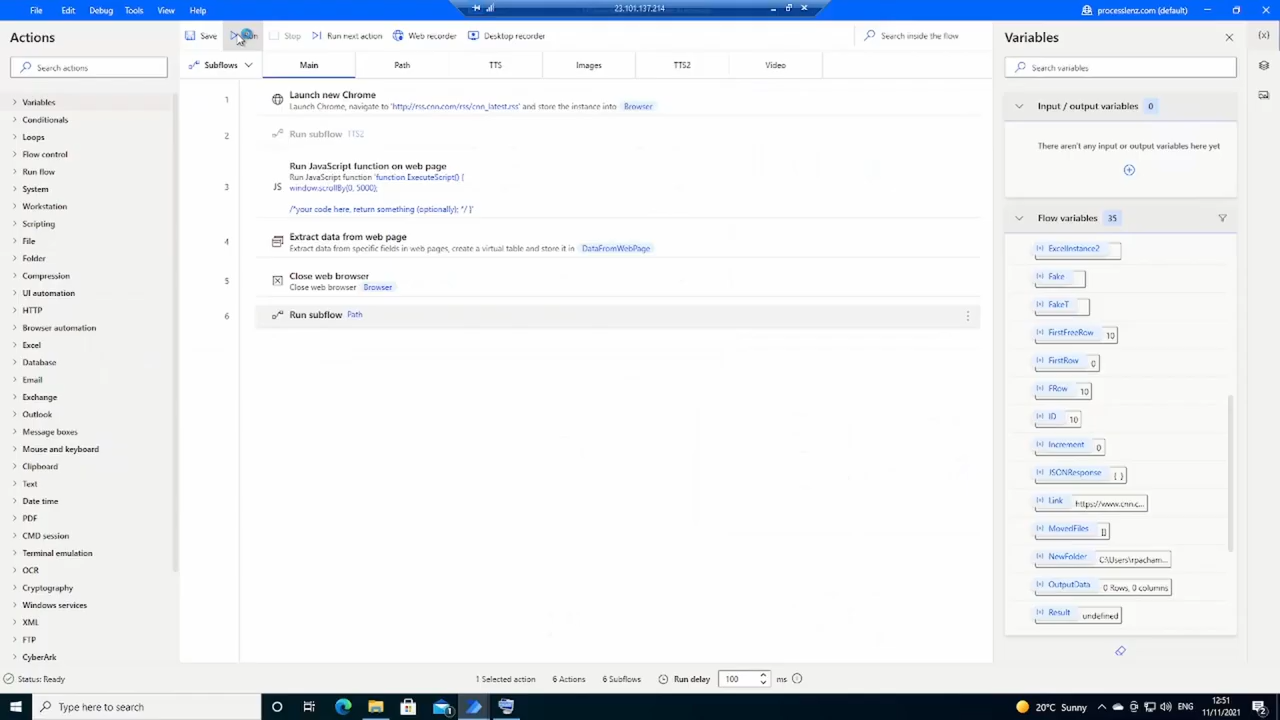 File Edit Debug Tools View Help
23.101.137.214
processlenz.com (default)
Actions
Search actions
Variables
Conditionals
Loops
Flow control
Run flow
System
Workstation
Scripting
File
Folder
Compression
UI automation
HTTP
Browser automation
Excel
Database
Email
Exchange
Outlook
Message boxes
Mouse and keyboard
Clipboard
Text
Date time
PDF
CMD session
Terminal emulation
OCR
Cryptography
Windows services
XML
FTP
CyberArk
Save Stop Run next action Web recorder Desktop recorder Search inside the flow
Subflows Main Path TTS Images TTS2 Video
1 Launch new Chrome
Launch Chrome, navigate to 'http://rss.cnn.com/rss/cnn_latest.rss' and store the instance into Browser
2 Run subflow TTS2
Run JavaScript function on web page
Run JavaScript function 'function ExecuteScript() {
3 JS window.scrollBy(0, 5000);
/*your code here, return something (optionally); */ }'
Extract data from web page
4 Extract data from specific fields in web pages, create a virtual table and store it in DataFromWebPage
Close web browser
5 Close web browser Browser
6 Run subflow Path
Variables
Search variables
Input / output variables 0
There aren't any input or output variables here yet
Flow variables 35
(x) ExcelInstance2
(x) Fake
(x) FakeT
(x) FirstFreeRow 10
(x) FirstRow 0
(x) FRow 10
(x) ID 10
(x) Increment 0
(x) JSONResponse { }
(x) Link https://www.cnn.c...
(x) MovedFiles []
(x) NewFolder C:\Users\rpacham...
(x) OutputData 0 Rows, 0 columns
(x) Result undefined
Status: Ready 1 Selected action 6 Actions 6 Subflows Run delay 100 ms
Type here to search 20°C Sunny ENG 12:51
11/11/2021 2